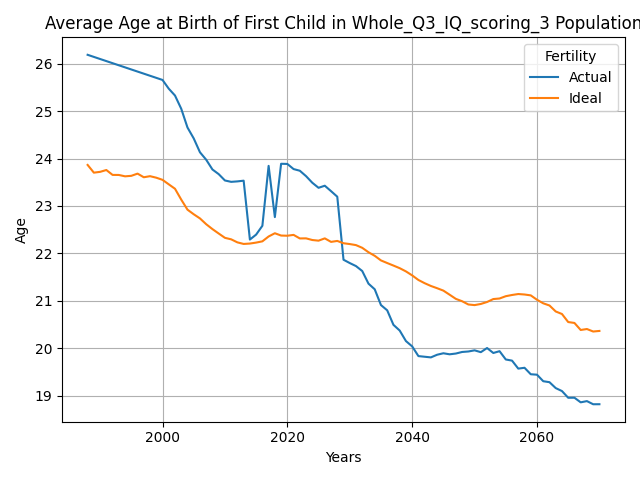 Average Age at Birth of First Child in Whole_Q3_IQ_scoring_3 Population
Fertility
Actual
Ideal
26
25
24
23
22
21
20
19
Age
2000
2020
2040
2060
Years